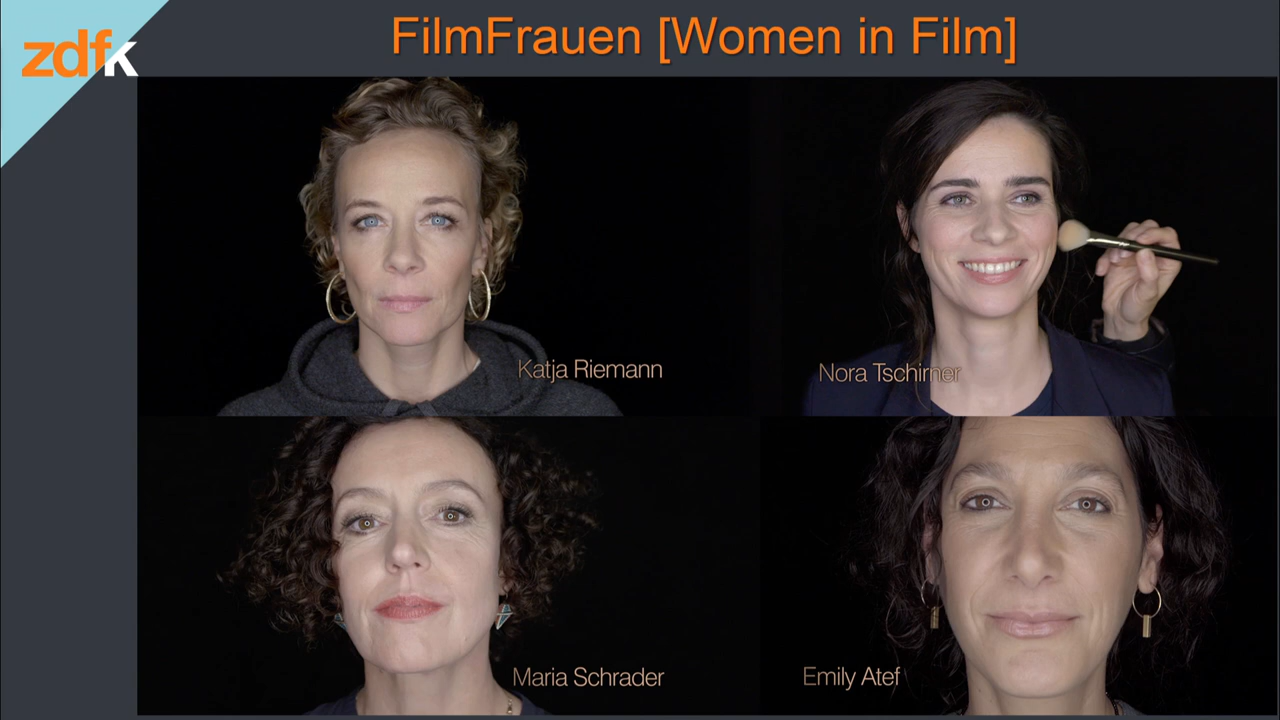 zdfk
FilmFrauen [Women in Film]
Katja Riemann
Nora Tschirner
Maria Schrader
Emily Atef